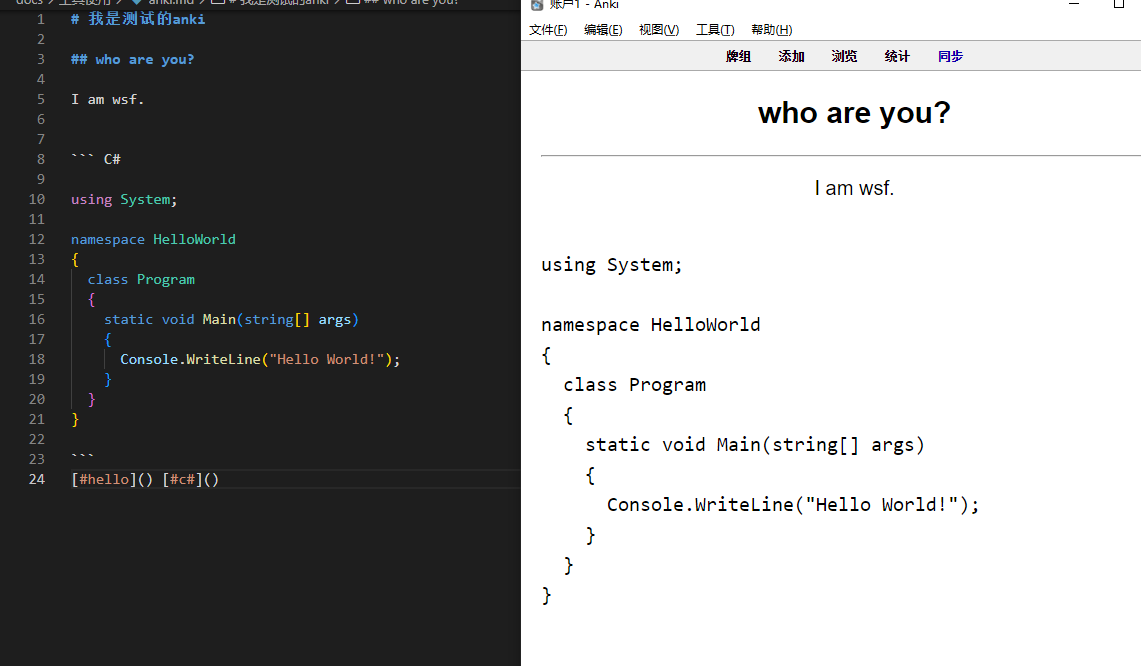 docs > 工具使用 > anki.md > # 我是测试的anki > ## who are you?
1 # 我是测试的anki
2
3 ## who are you?
4
5 I am wsf.
6
7
8 ``` C#
9
10 using System;
11
12 namespace HelloWorld
13 {
14   class Program
15   {
16     static void Main(string[] args)
17     {
18       Console.WriteLine("Hello World!");
19     }
20   }
21 }
22
23 ```
24 [#hello]() [#c#]()
账户1 - Anki
文件(F) 编辑(E) 视图(V) 工具(T) 帮助(H)
牌组 添加 浏览 统计 同步
who are you?
I am wsf.
using System;
namespace HelloWorld
{
  class Program
  {
    static void Main(string[] args)
    {
      Console.WriteLine("Hello World!");
    }
  }
}